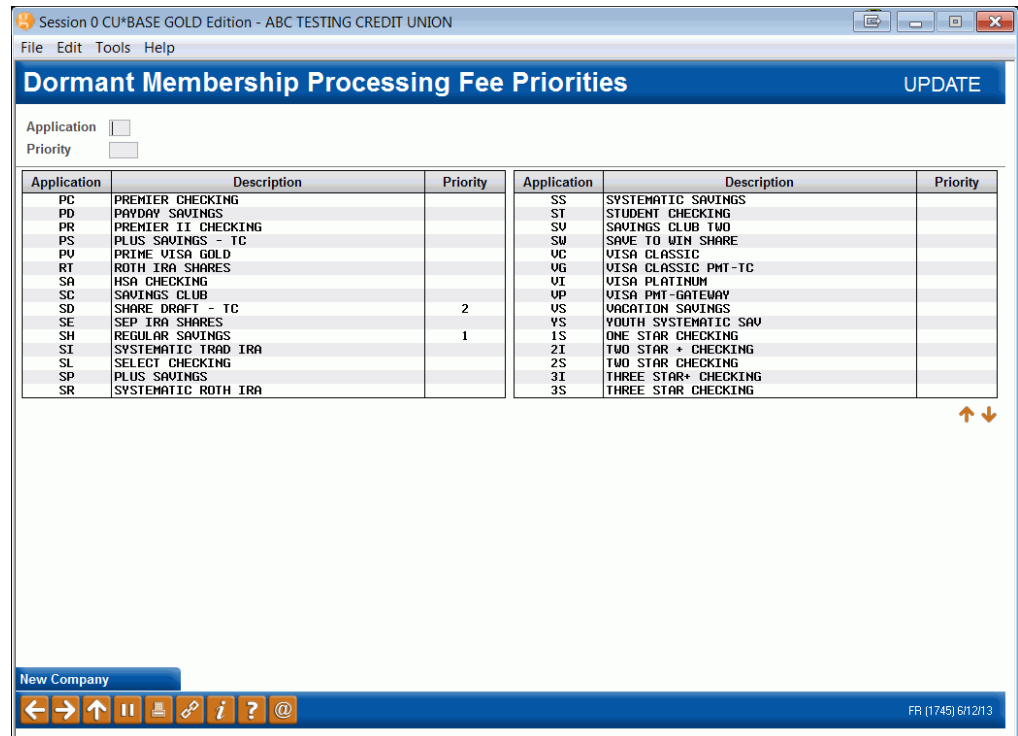 Session 0 CU*BASE GOLD Edition - ABC TESTING CREDIT UNION
File Edit Tools Help
Dormant Membership Processing Fee Priorities UPDATE
Application
Priority
Application Description Priority Application Description Priority
PC PREMIER CHECKING SS SYSTEMATIC SAVINGS
PD PAYDAY SAVINGS ST STUDENT CHECKING
PR PREMIER II CHECKING SV SAVINGS CLUB TWO
PS PLUS SAVINGS - TC SW SAVE TO WIN SHARE
PV PRIME VISA GOLD VC VISA CLASSIC
RT ROTH IRA SHARES VG VISA CLASSIC PMT-TC
SA HSA CHECKING VI VISA PLATINUM
SC SAVINGS CLUB VP VISA PMT-GATEWAY
SD SHARE DRAFT - TC 2 VS VACATION SAVINGS
SE SEP IRA SHARES YS YOUTH SYSTEMATIC SAV
SH REGULAR SAVINGS 1 1S ONE STAR CHECKING
SI SYSTEMATIC TRAD IRA 2I TWO STAR + CHECKING
SL SELECT CHECKING 2S TWO STAR CHECKING
SP PLUS SAVINGS 3I THREE STAR+ CHECKING
SR SYSTEMATIC ROTH IRA 3S THREE STAR CHECKING
New Company
i ? @ FR (1745) 6/12/13